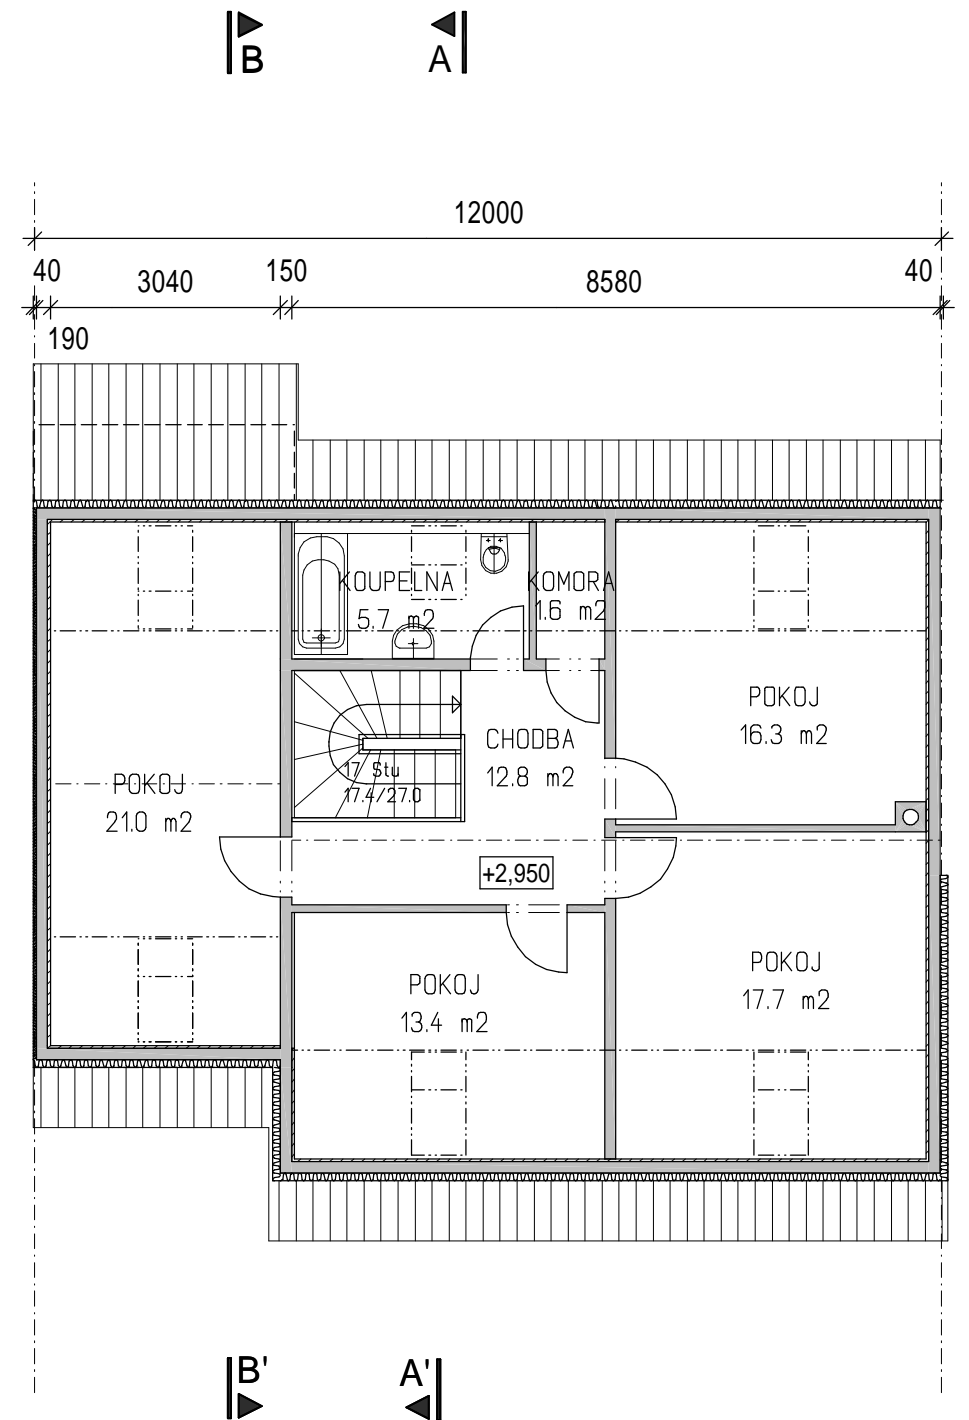 B
A
12000
40
3040
150
8580
40
190
KOUPELNA
5.7 m2
KOMORA
1.6 m2
POKOJ
16.3 m2
CHODBA
12.8 m2
17 Stu
17.4/27.0
POKOJ
21.0 m2
+2,950
POKOJ
17.7 m2
POKOJ
13.4 m2
B'
A'